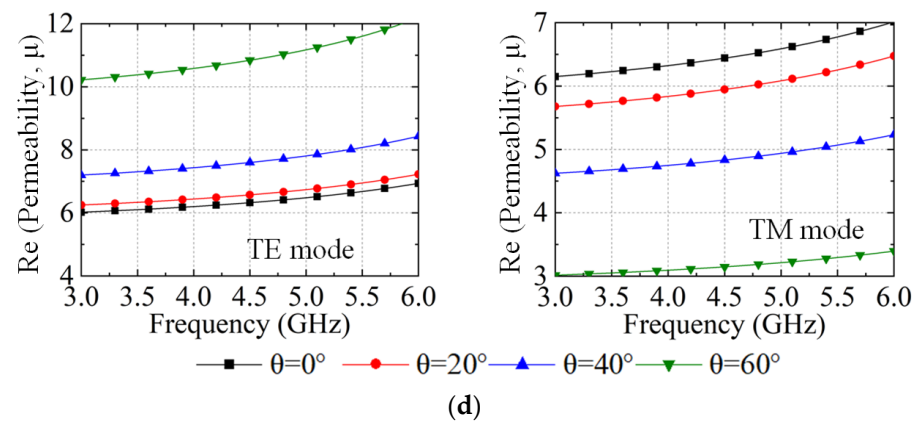 Re (Permeability, μ)
12
10
8
6
4
TE mode
3.0 3.5 4.0 4.5 5.0 5.5 6.0
Frequency (GHz)
Re (Permeability, μ)
7
6
5
4
3
TM mode
3.0 3.5 4.0 4.5 5.0 5.5 6.0
Frequency (GHz)
θ=0° θ=20° θ=40° θ=60°
(d)